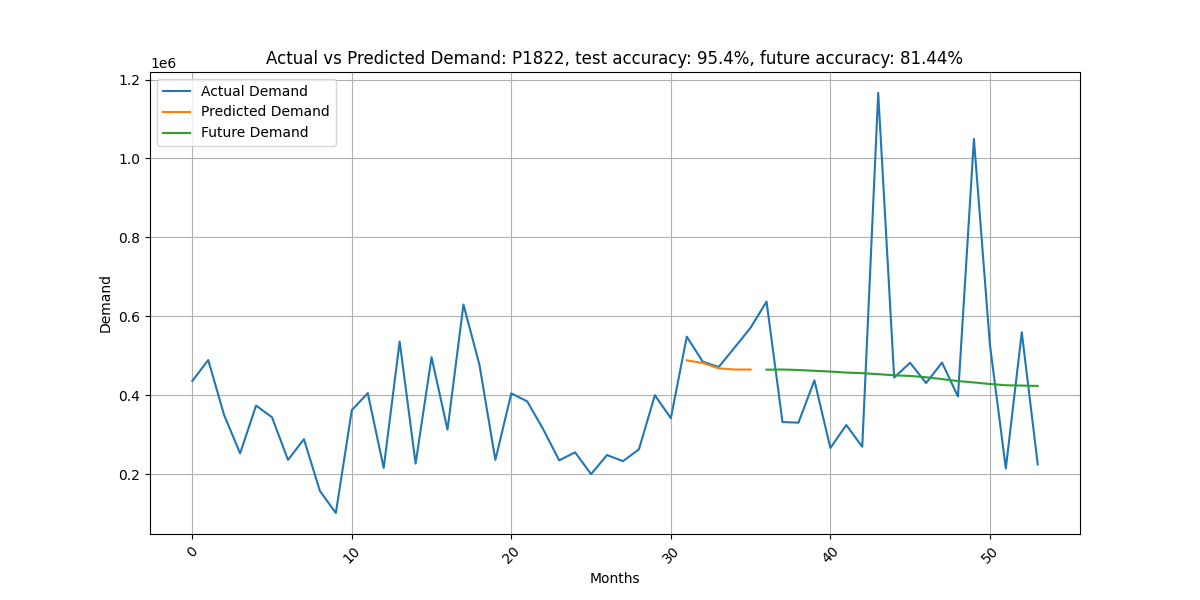 Actual vs Predicted Demand: P1822, test accuracy: 95.4%, future accuracy: 81.44%
1e6
1.2
1.0
0.8
0.6
0.4
0.2
Demand
Actual Demand
Predicted Demand
Future Demand
0
10
20
30
40
50
Months